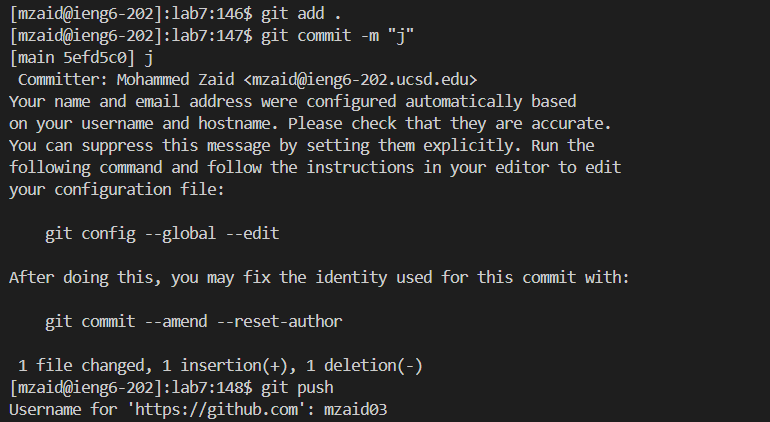 [mzaid@ieng6-202]:lab7:146$ git add .
[mzaid@ieng6-202]:lab7:147$ git commit -m "j"
[main 5efd5c0] j
 Committer: Mohammed Zaid <mzaid@ieng6-202.ucsd.edu>
Your name and email address were configured automatically based
on your username and hostname. Please check that they are accurate.
You can suppress this message by setting them explicitly. Run the
following command and follow the instructions in your editor to edit
your configuration file:

    git config --global --edit

After doing this, you may fix the identity used for this commit with:

    git commit --amend --reset-author

 1 file changed, 1 insertion(+), 1 deletion(-)
[mzaid@ieng6-202]:lab7:148$ git push
Username for 'https://github.com': mzaid03